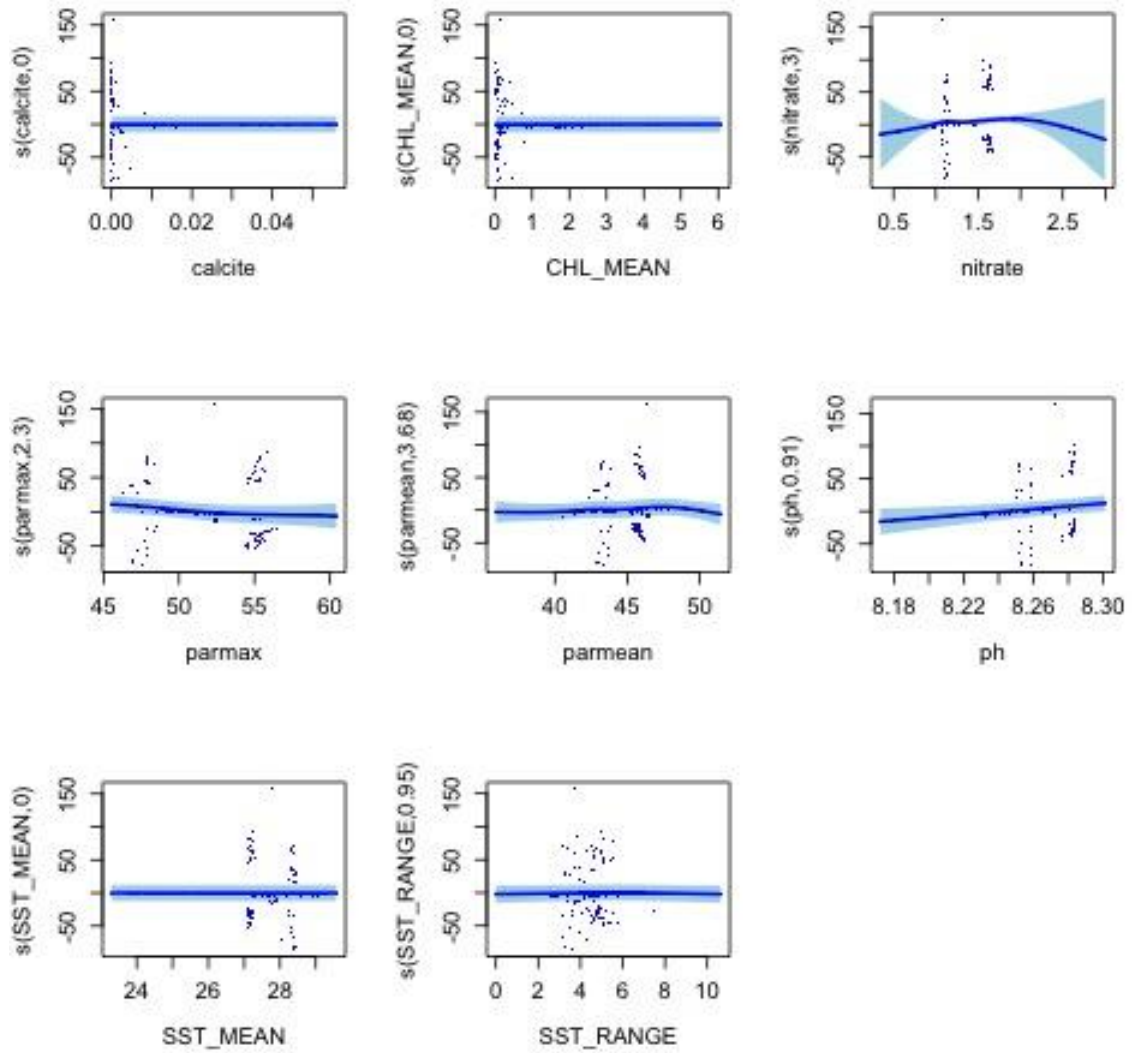 s(calcite,0)
150
50
-50
0.00 0.02 0.04
calcite
s(CHL_MEAN,0)
150
50
-50
0 1 2 3 4 5 6
CHL_MEAN
s(nitrate,3)
150
50
-50
0.5 1.5 2.5
nitrate
s(parmax,2.3)
150
50
-50
45 50 55 60
parmax
s(parmean,3.68)
150
50
-50
40 45 50
parmean
s(ph,0.91)
150
50
-50
8.18 8.22 8.26 8.30
ph
s(SST_MEAN,0)
150
50
-50
24 26 28
SST_MEAN
s(SST_RANGE,0.95)
150
50
-50
0 2 4 6 8 10
SST_RANGE